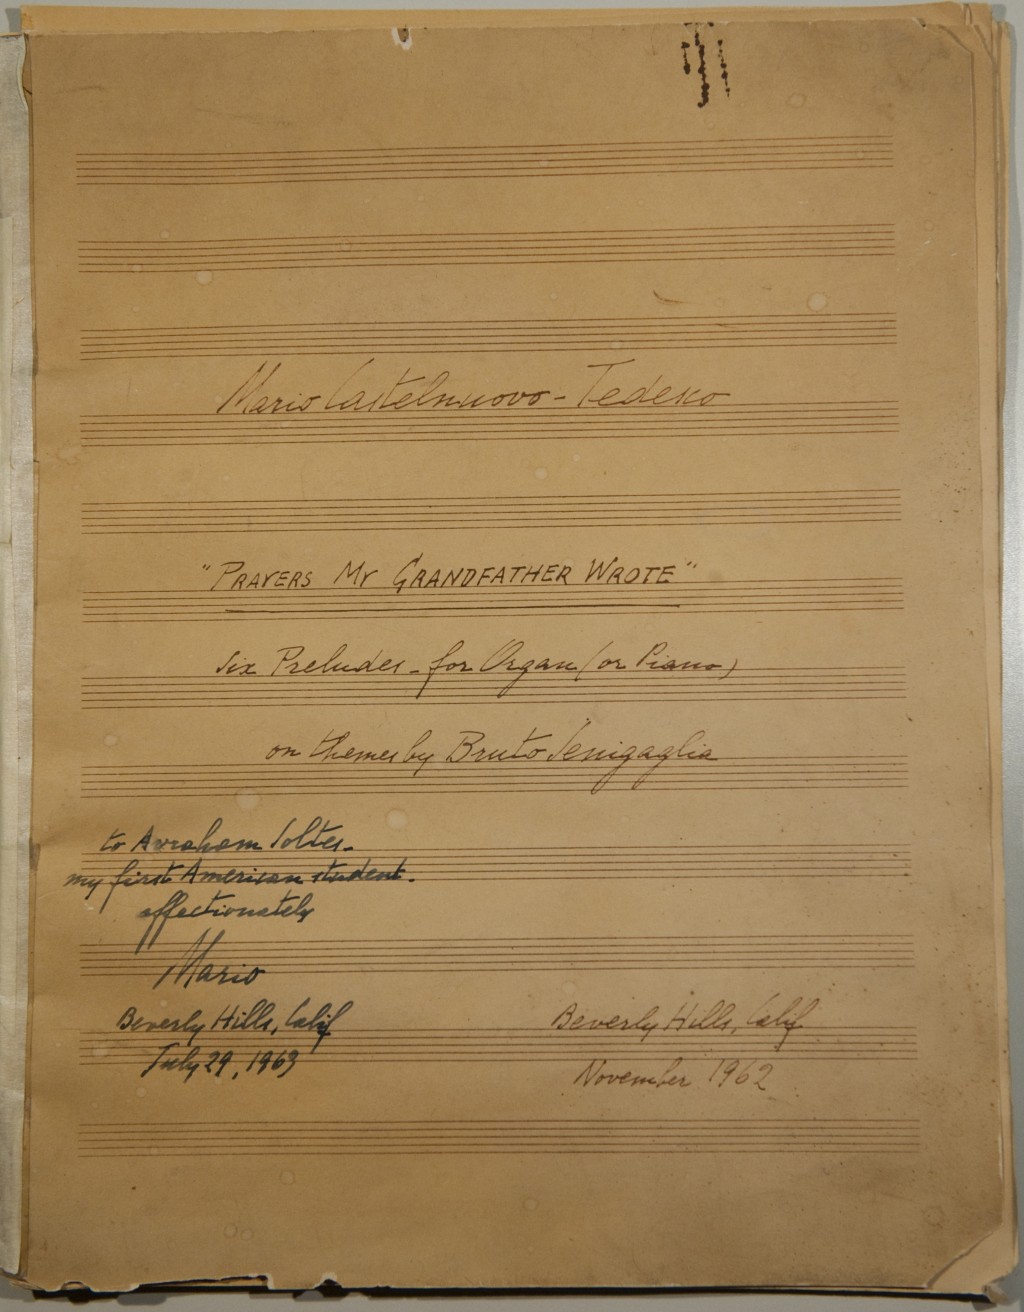 Mario Castelnuovo-Tedesco
"PRAYERS MY GRANDFATHER WROTE"
Six Preludes - for Organ (or Piano)
on themes by Bruto Senigaglia
to Avraham Soltes -
my first American student -
affectionately
Mario
Beverly Hills, Calif
July 29, 1963
Beverly Hills, Calif.
November 1962